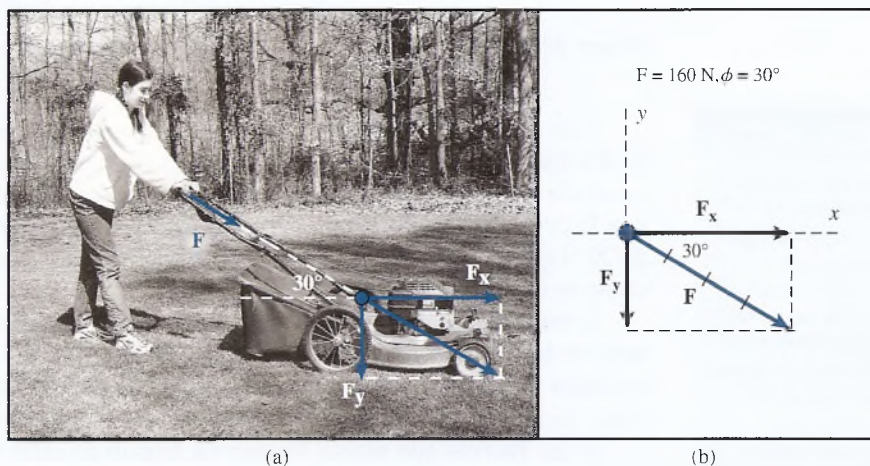 F
30°
Fx
Fy
(a)
F = 160 N, ϕ = 30°
y
Fx
x
30°
Fy
F
(b)